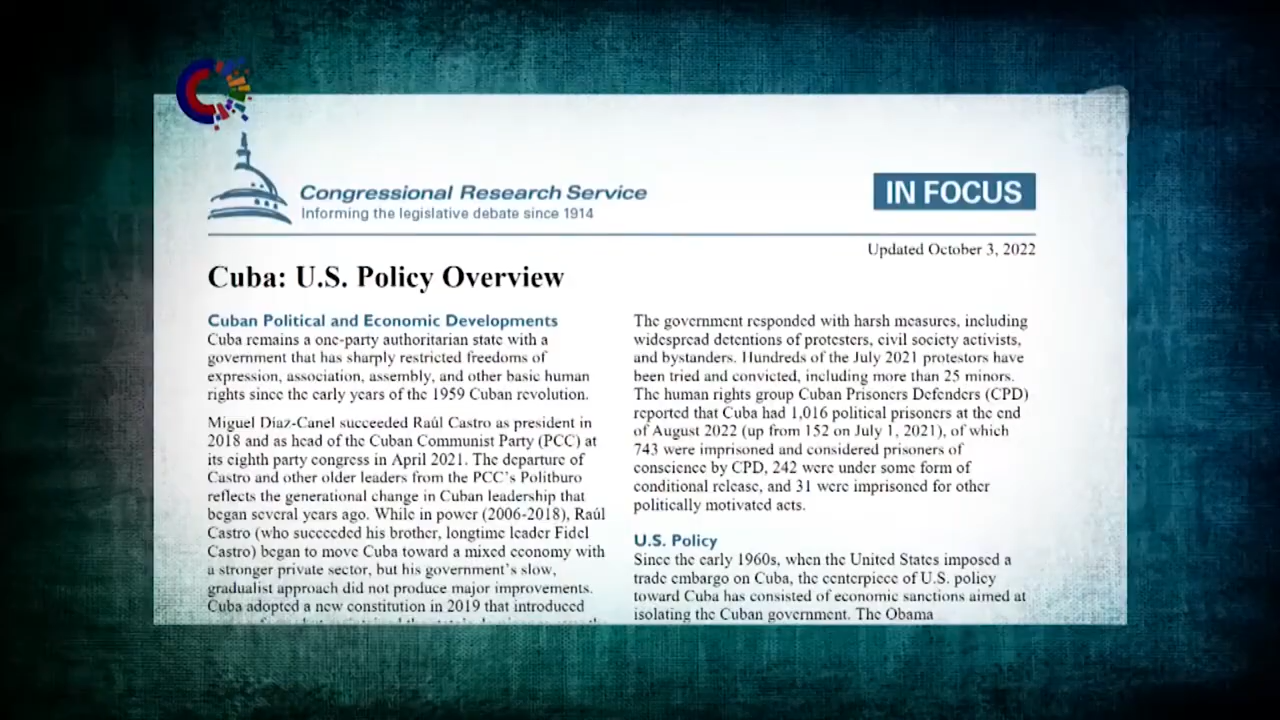 Congressional Research Service
Informing the legislative debate since 1914
IN FOCUS
Updated October 3, 2022
Cuba: U.S. Policy Overview
Cuban Political and Economic Developments
Cuba remains a one-party authoritarian state with a
government that has sharply restricted freedoms of
expression, association, assembly, and other basic human
rights since the early years of the 1959 Cuban revolution.
Miguel Díaz-Canel succeeded Raúl Castro as president in
2018 and as head of the Cuban Communist Party (PCC) at
its eighth party congress in April 2021. The departure of
Castro and other older leaders from the PCC's Politburo
reflects the generational change in Cuban leadership that
began several years ago. While in power (2006-2018), Raúl
Castro (who succeeded his brother, longtime leader Fidel
Castro) began to move Cuba toward a mixed economy with
a stronger private sector, but his government's slow,
gradualist approach did not produce major improvements.
Cuba adopted a new constitution in 2019 that introduced
The government responded with harsh measures, including
widespread detentions of protesters, civil society activists,
and bystanders. Hundreds of the July 2021 protestors have
been tried and convicted, including more than 25 minors.
The human rights group Cuban Prisoners Defenders (CPD)
reported that Cuba had 1,016 political prisoners at the end
of August 2022 (up from 152 on July 1, 2021), of which
743 were imprisoned and considered prisoners of
conscience by CPD, 242 were under some form of
conditional release, and 31 were imprisoned for other
politically motivated acts.
U.S. Policy
Since the early 1960s, when the United States imposed a
trade embargo on Cuba, the centerpiece of U.S. policy
toward Cuba has consisted of economic sanctions aimed at
isolating the Cuban government. The Obama